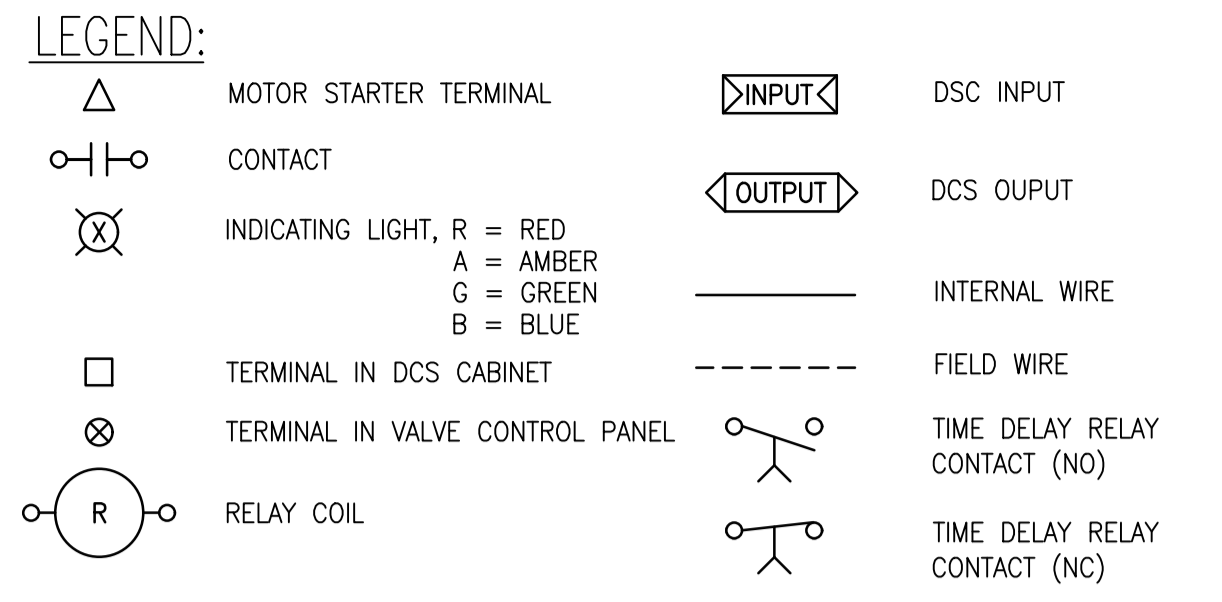 LEGEND:
MOTOR STARTER TERMINAL
CONTACT
X
INDICATING LIGHT, R = RED
A = AMBER
G = GREEN
B = BLUE
TERMINAL IN DCS CABINET
TERMINAL IN VALVE CONTROL PANEL
R
RELAY COIL
INPUT
DSC INPUT
OUTPUT
DCS OUPUT
INTERNAL WIRE
FIELD WIRE
TIME DELAY RELAY
CONTACT (NO)
TIME DELAY RELAY
CONTACT (NC)